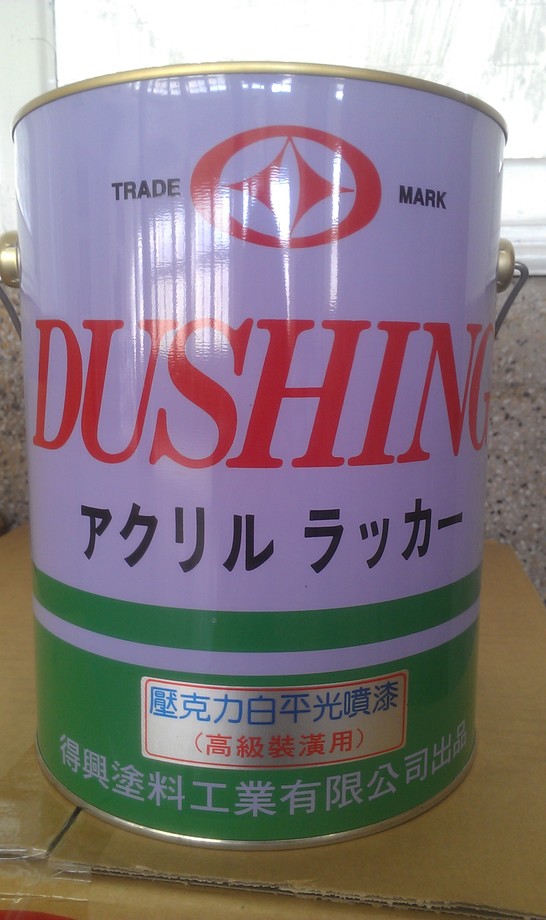 TRADE MARK
DUSHING
アクリル ラッカー
壓克力白平光噴漆
(高級裝潢用)
得興塗料工業有限公司出品